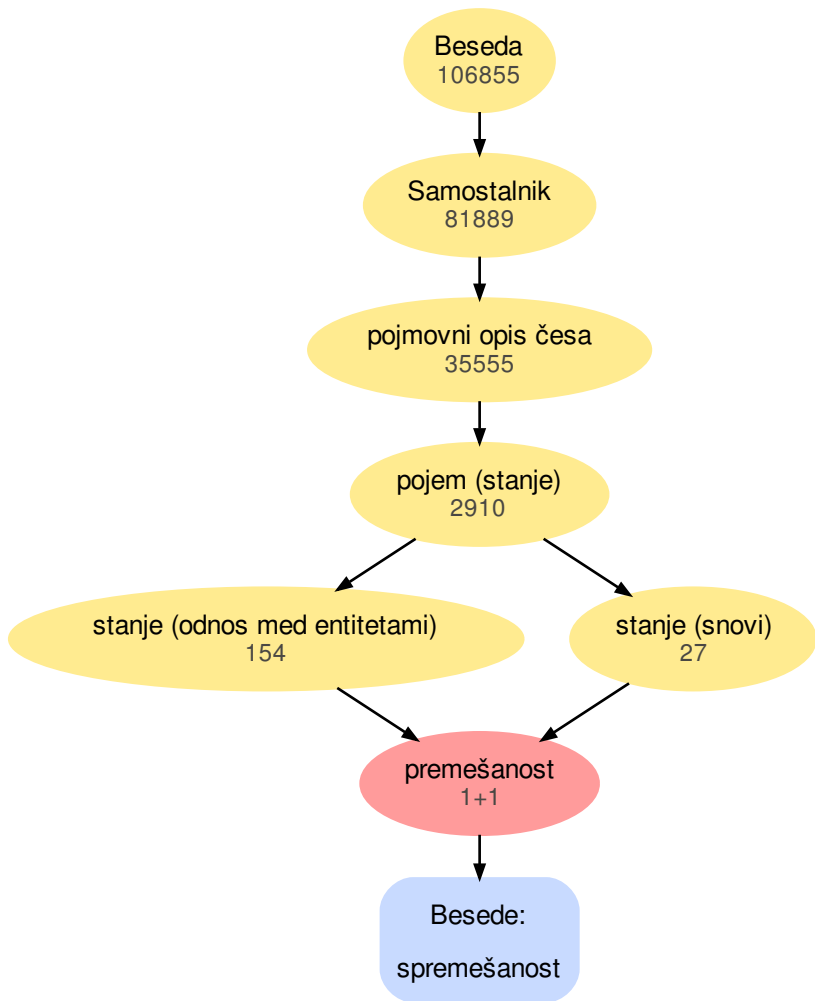 Beseda
106855
Samostalnik
81889
pojmovni opis česa
35555
pojem (stanje)
2910
stanje (odnos med entitetami)
154
stanje (snovi)
27
premešanost
1+1
Besede:
spremešanost